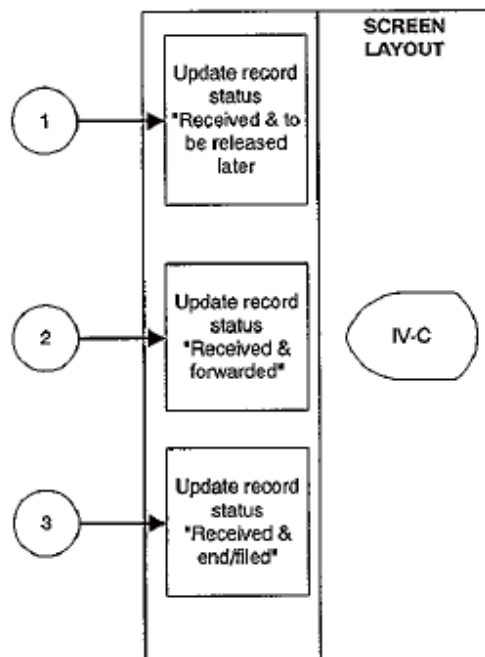 SCREEN
LAYOUT
1
Update record
status
"Received & to
be released
later
2
Update record
status
"Received &
forwarded"
IV-C
3
Update record
status
"Received &
end/filed"